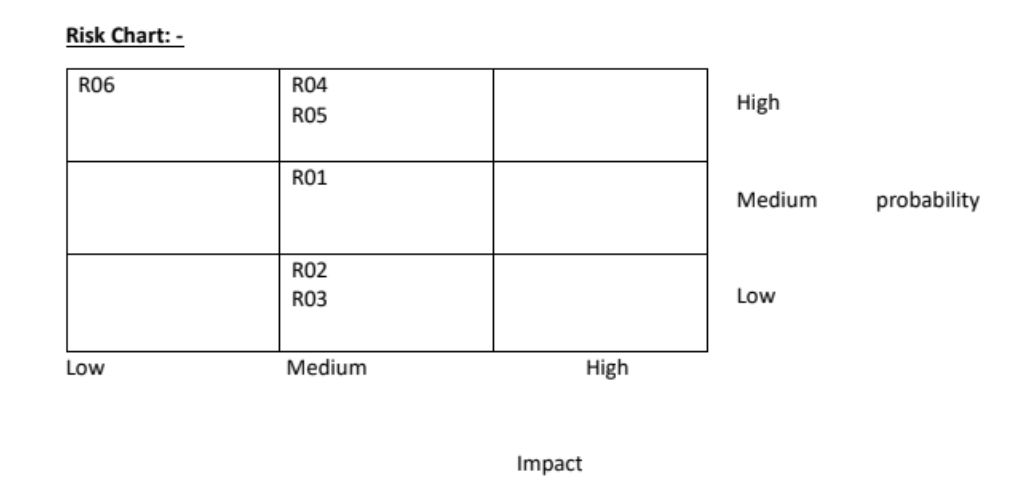 Risk Chart: -
R06 R04
R05
High
R01
Medium probability
R02
R03
Low
Low Medium High
Impact